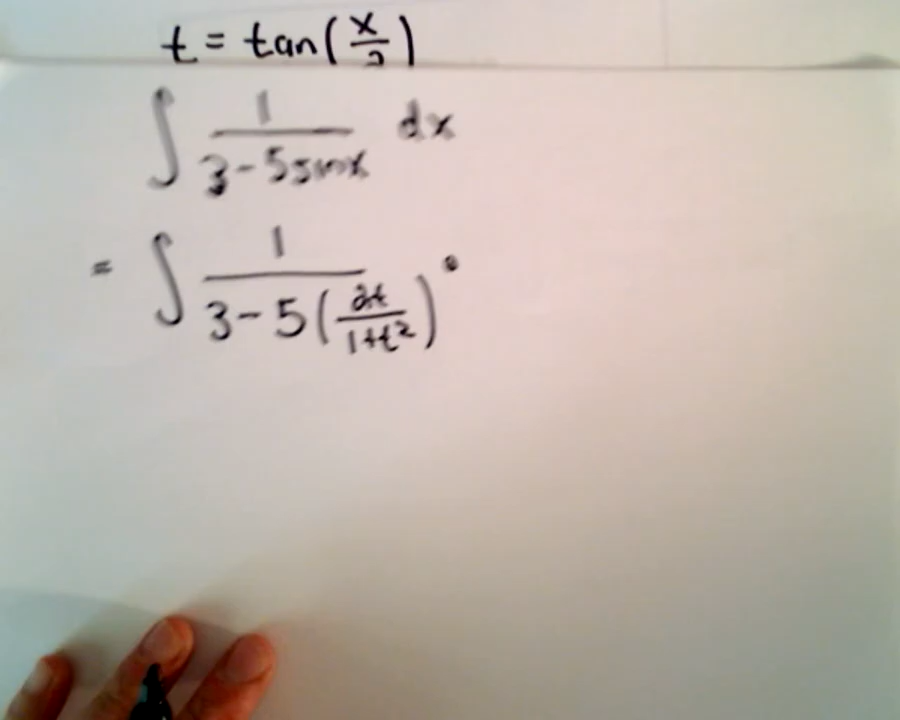 t = tan(x/2)
∫ 1/(3-5sinx) dx
= ∫ 1/(3-5(2t/(1+t²))) •